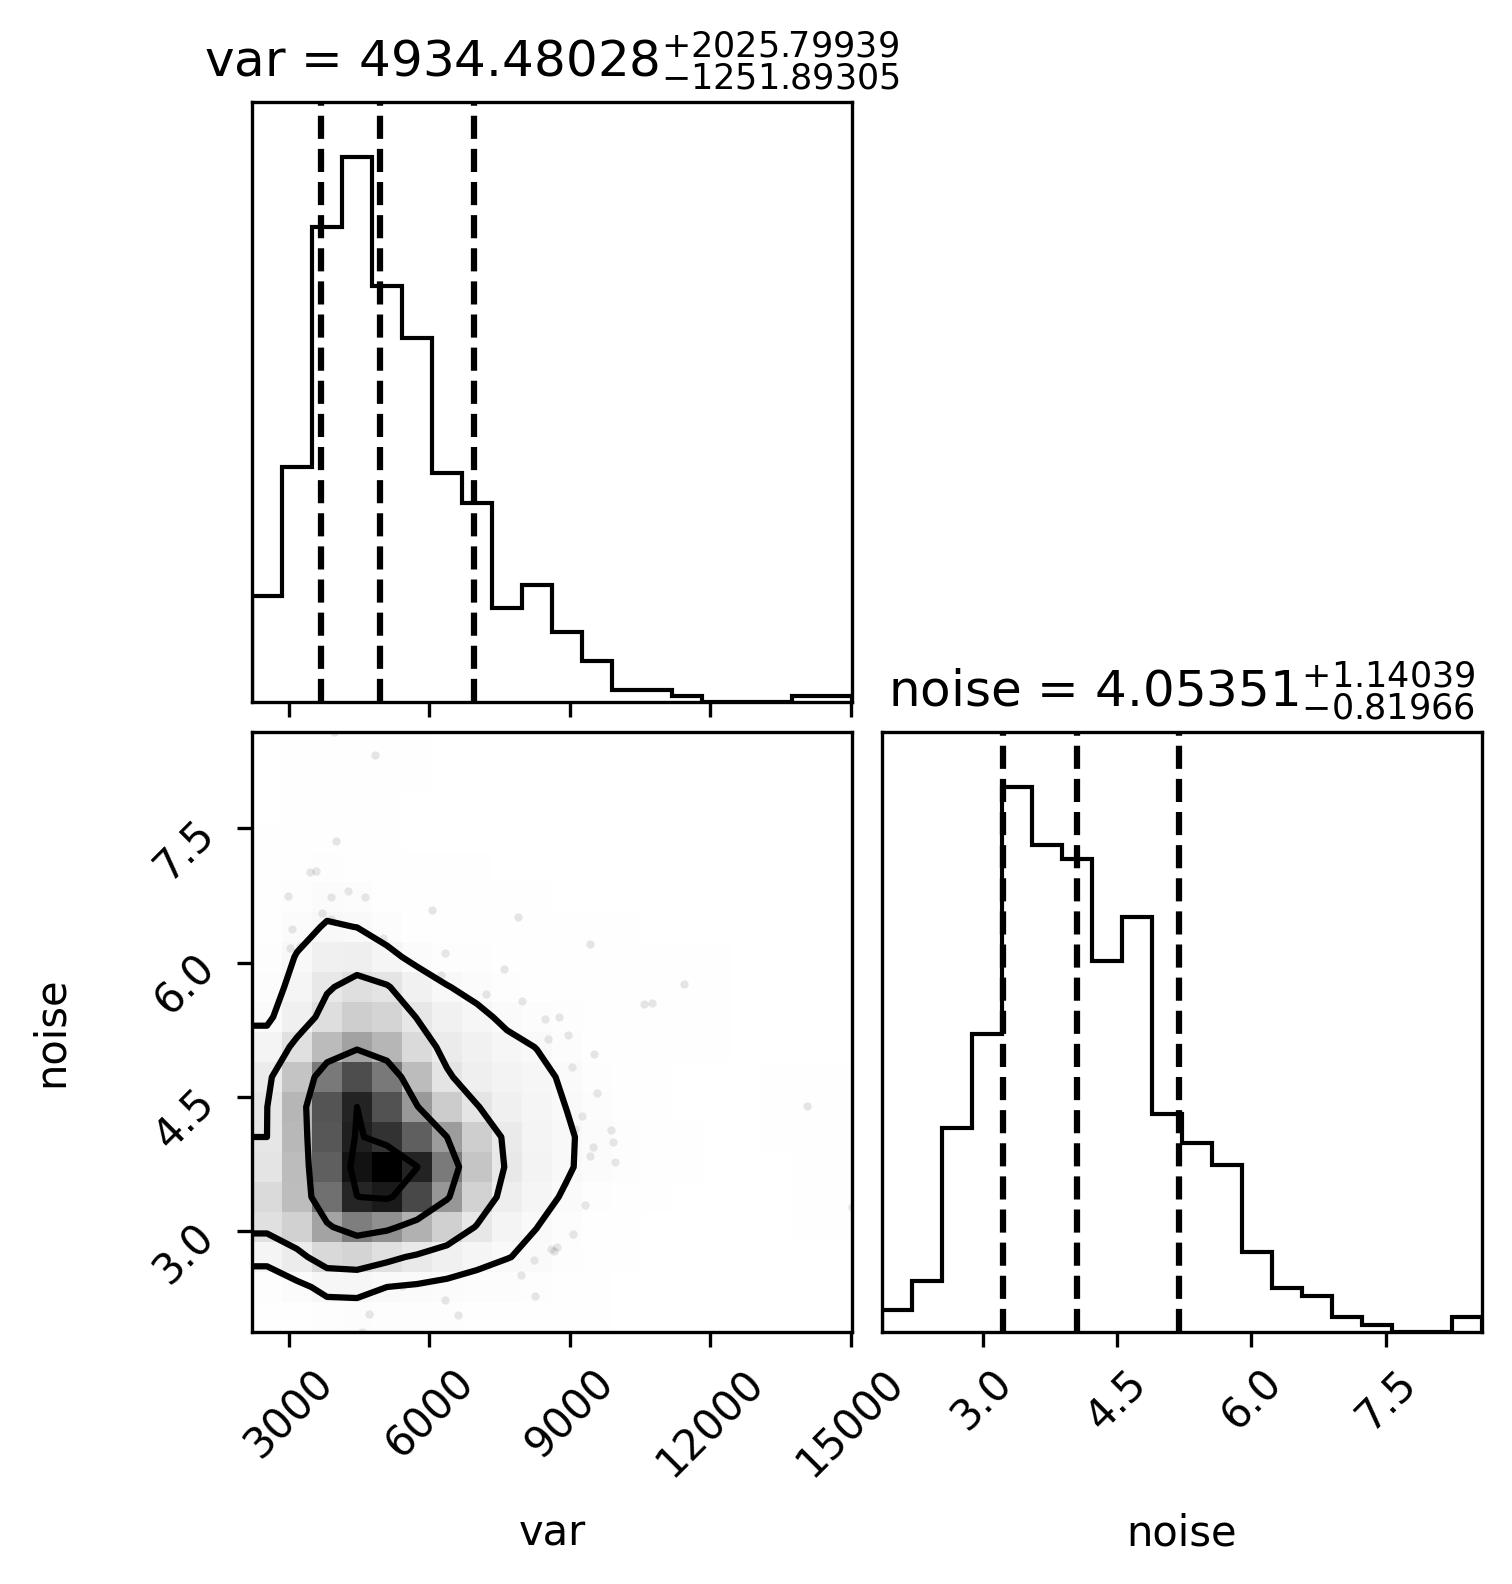 var = 4934.48028+2025.79939−1251.89305
noise = 4.05351+1.14039−0.81966
7.5
6.0
4.5
3.0
noise
3000 6000 9000 12000 15000
3.0 4.5 6.0 7.5
var
noise